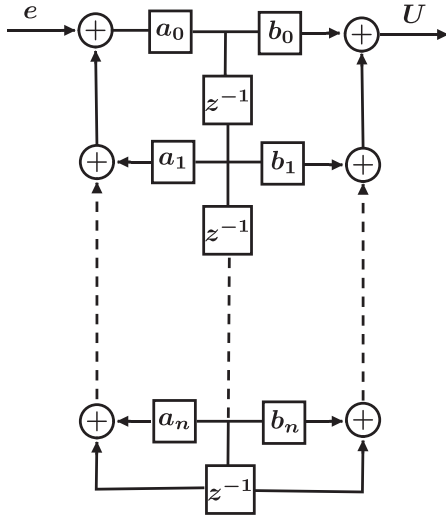 e + a₀ b₀ + U
z⁻¹
+ a₁ b₁ +
z⁻¹
+ aₙ bₙ +
z⁻¹